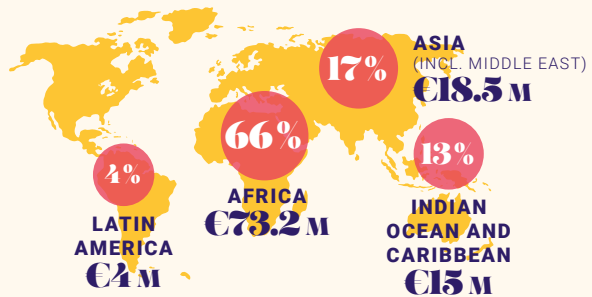 17%
ASIA
(INCL. MIDDLE EAST)
€18.5 M
66%
AFRICA
€73.2 M
13%
INDIAN
OCEAN AND
CARIBBEAN
€15 M
4%
LATIN
AMERICA
€4 M